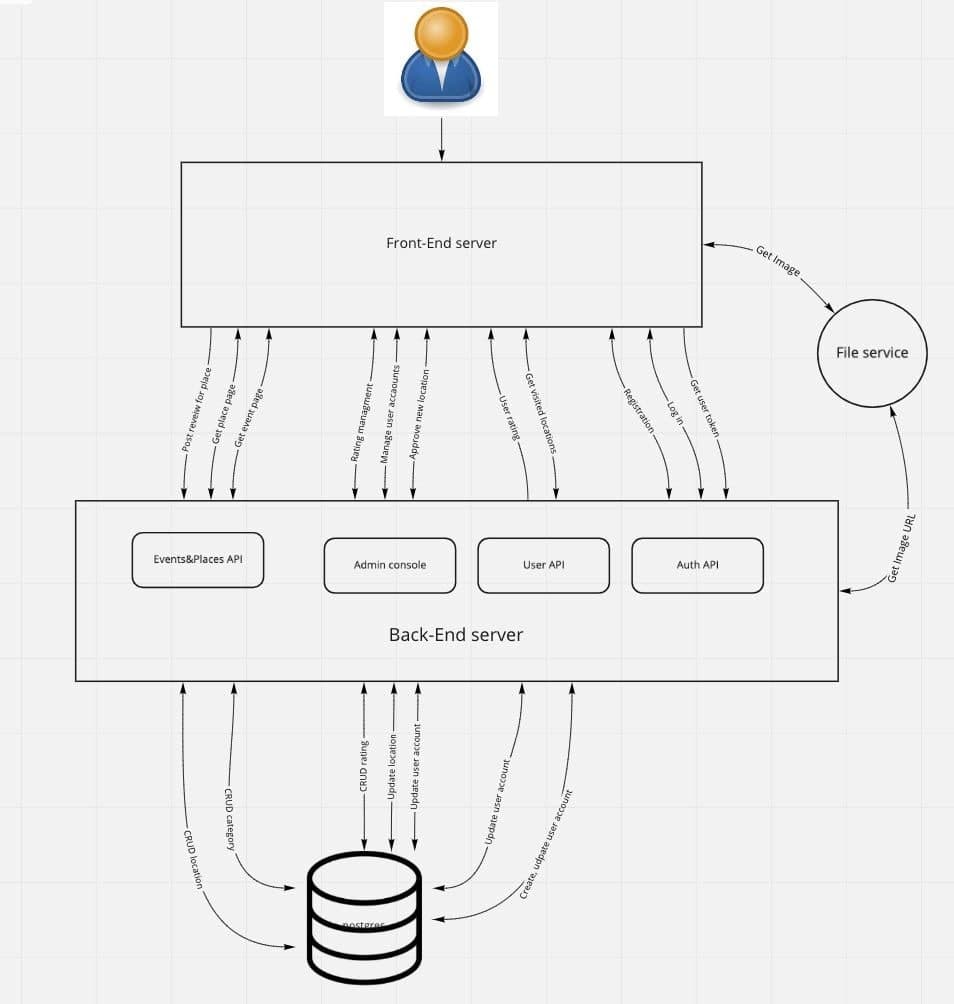 Front-End server
Get Image
File service
Post reveiw for place
Get place page
Get event page
Rating managment
Manage user accaounts
Approve new location
User rating
Get visited locations
Registration
Log in
Get user token
Get Image URL
Events&Places API
Admin console
User API
Auth API
Back-End server
CRUD location
CRUD category
CRUD rating
Update location
Update user account
Update user account
Create, udpate user account
postgres